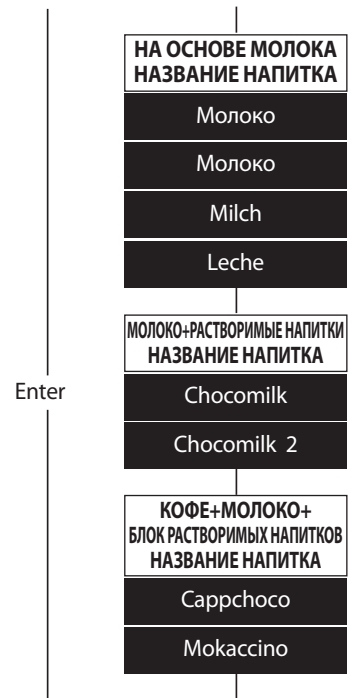 НА ОСНОВЕ МОЛОКА
НАЗВАНИЕ НАПИТКА
Молоко
Молоко
Milch
Leche
МОЛОКО+РАСТВОРИМЫЕ НАПИТКИ
НАЗВАНИЕ НАПИТКА
Enter
Chocomilk
Chocomilk 2
КОФЕ+МОЛОКО+
БЛОК РАСТВОРИМЫХ НАПИТКОВ
НАЗВАНИЕ НАПИТКА
Cappchoco
Mokaccino